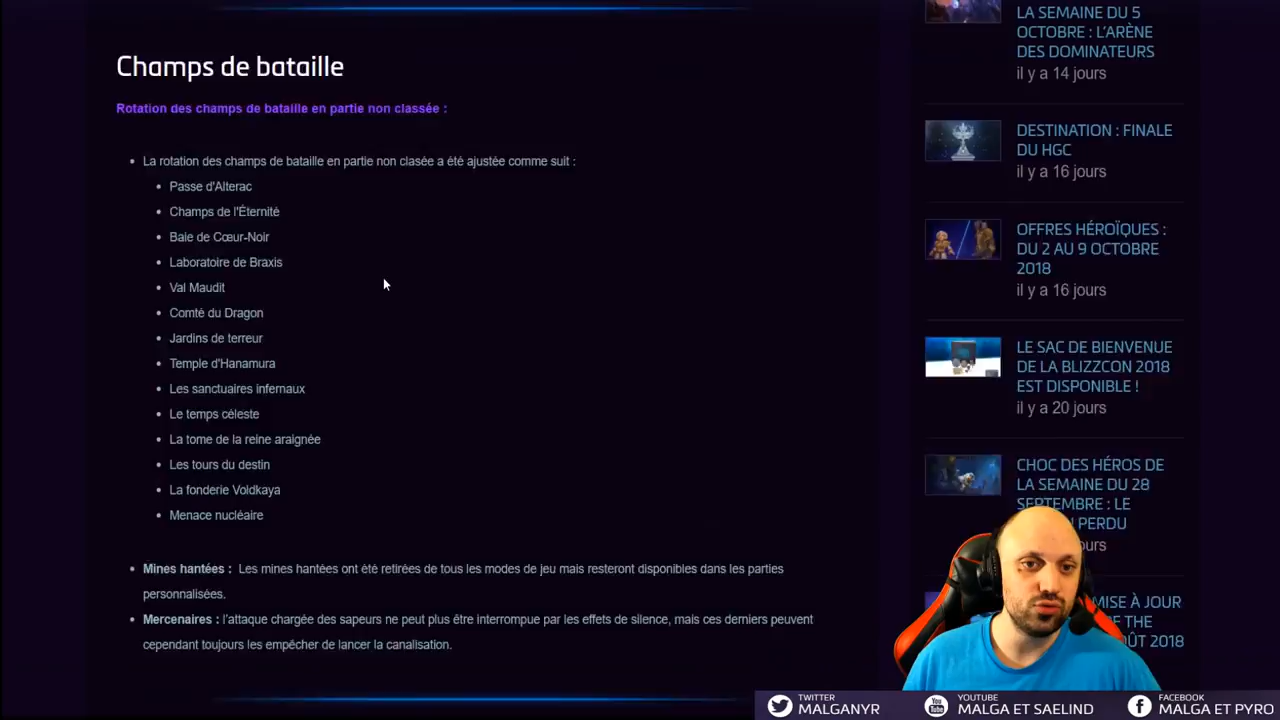 Champs de bataille
Rotation des champs de bataille en partie non classée :
La rotation des champs de bataille en partie non clasée a été ajustée comme suit :
Passe d'Alterac
Champs de l'Éternité
Baie de Cœur-Noir
Laboratoire de Braxis
Val Maudit
Comté du Dragon
Jardins de terreur
Temple d'Hanamura
Les sanctuaires infernaux
Le temps céleste
La tome de la reine araignée
Les tours du destin
La fonderie Voldkaya
Menace nucléaire
Mines hantées : Les mines hantées ont été retirées de tous les modes de jeu mais resteront disponibles dans les parties
personnalisées.
Mercenaires : l'attaque chargée des sapeurs ne peut plus être interrompue par les effets de silence, mais ces derniers peuvent
cependant toujours les empêcher de lancer la canalisation.
LA SEMAINE DU 5
OCTOBRE : L'ARÈNE
DES DOMINATEURS
il y a 14 jours
DESTINATION : FINALE
DU HGC
il y a 16 jours
OFFRES HÉROÏQUES :
DU 2 AU 9 OCTOBRE
2018
il y a 16 jours
LE SAC DE BIENVENUE
DE LA BLIZZCON 2018
EST DISPONIBLE !
il y a 20 jours
CHOC DES HÉROS DE
LA SEMAINE DU 28
SEPTEMBRE : LE
PERDU
jours
MISE À JOUR
THE
AOÛT 2018
TWITTER
MALGANYR
YOUTUBE
MALGA ET SAELIND
FACEBOOK
MALGA ET PYRO